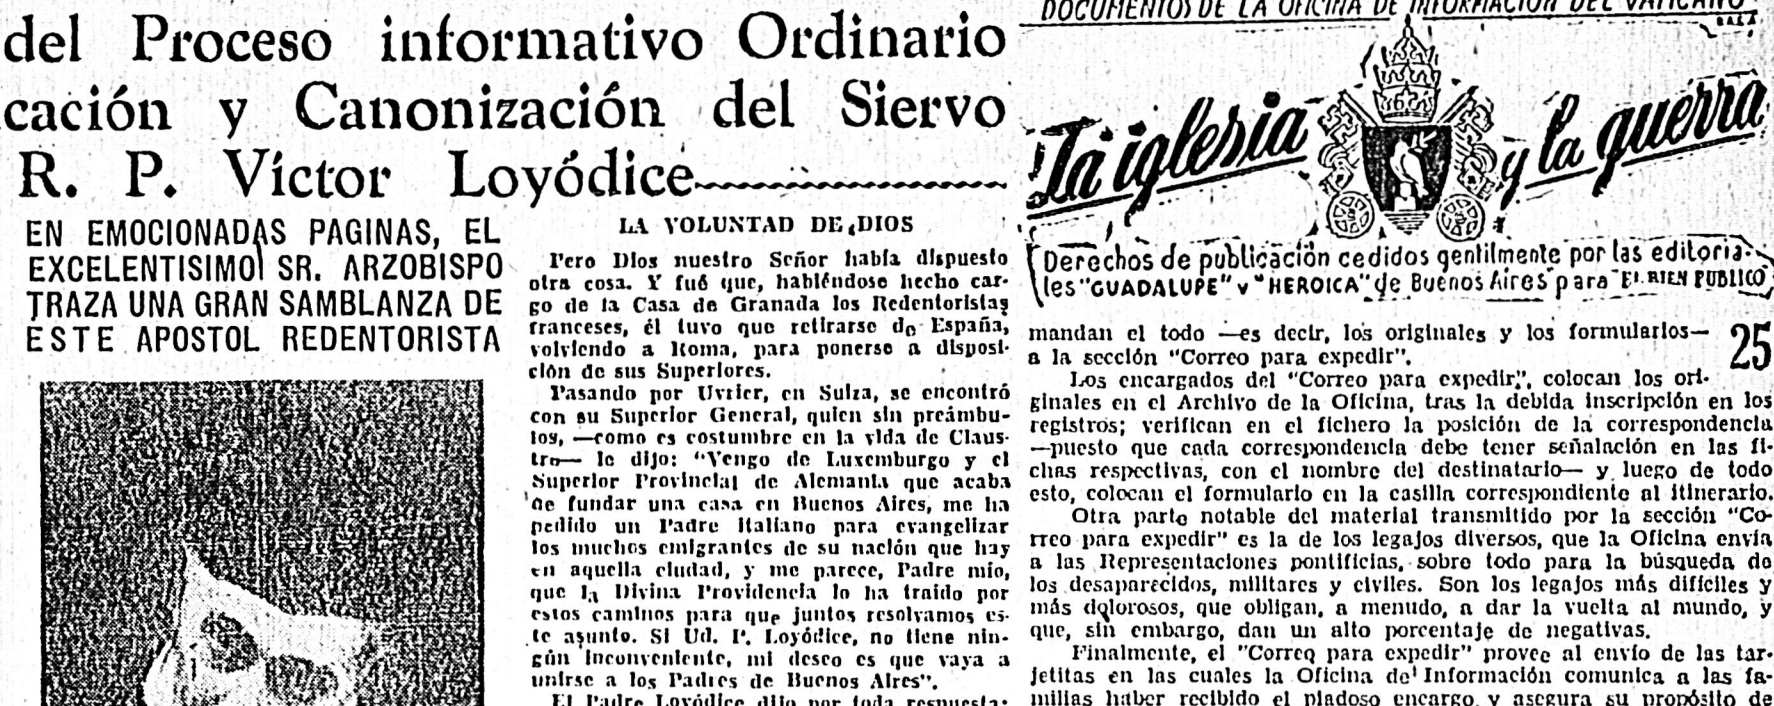 del Proceso informativo Ordinario
cación y Canonización del Siervo
R. P. Víctor Loyódice
EN EMOCIONADAS PAGINAS, EL
EXCELENTISIMO SR. ARZOBISPO
TRAZA UNA GRAN SAMBLANZA DE
ESTE APOSTOL REDENTORISTA
LA VOLUNTAD DE DIOS
Pero Dios nuestro Señor había dispuesto
otra cosa. Y fué que, habiéndose hecho car-
go de la Casa de Granada los Redentoristas
franceses, él tuvo que retirarse de España,
volviendo a Roma, para ponerse a disposi-
ción de sus Superiores.
Pasando por Uvrier, en Suiza, se encontró
con su Superior General, quien sin preámbu-
los, —como es costumbre en la vida de Claus-
tro— le dijo: "Vengo de Luxemburgo y el
Superior Provincial de Alemania que acaba
de fundar una casa en Buenos Aires, me ha
pedido un Padre italiano para evangelizar
los muchos emigrantes de su nación que hay
en aquella ciudad, y me parece, Padre mío,
que la Divina Providencia lo ha traído por
estos caminos para que juntos resolvamos es-
te asunto. Si Ud. P. Loyódice, no tiene nin-
gún inconveniente, mi deseo es que vaya a
unirse a los Padres de Buenos Aires".
El Padre Loyódice dijo por toda respuesta:
DOCUMENTOS DE LA OFICINA DE INFORMACION DEL VATICANO
La iglesia y la guerra
Derechos de publicación cedidos gentilmente por las editoria-
les "GUADALUPE" y "HEROICA" de Buenos Aires para "EL BIEN PUBLICO"
25
mandan el todo —es decir, los originales y los formularios—
a la sección "Correo para expedir".
Los encargados del "Correo para expedir", colocan los ori-
ginales en el Archivo de la Oficina, tras la debida inscripción en los
registros; verifican en el fichero la posición de la correspondencia
—puesto que cada correspondencia debe tener señalación en las fi-
chas respectivas, con el nombre del destinatario— y luego de todo
esto, colocan el formulario en la casilla correspondiente al itinerario.
Otra parte notable del material transmitido por la sección "Co-
rreo para expedir" es la de los legajos diversos, que la Oficina envía
a las Representaciones pontificias, sobre todo para la búsqueda de
los desaparecidos, militares y civiles. Son los legajos más difíciles y
más dolorosos, que obligan, a menudo, a dar la vuelta al mundo, y
que, sin embargo, dan un alto porcentaje de negativas.
Finalmente, el "Correo para expedir" provee al envío de las tar-
jetitas en las cuales la Oficina de Información comunica a las fa-
milias haber recibido el piadoso encargo, y asegura su propósito de